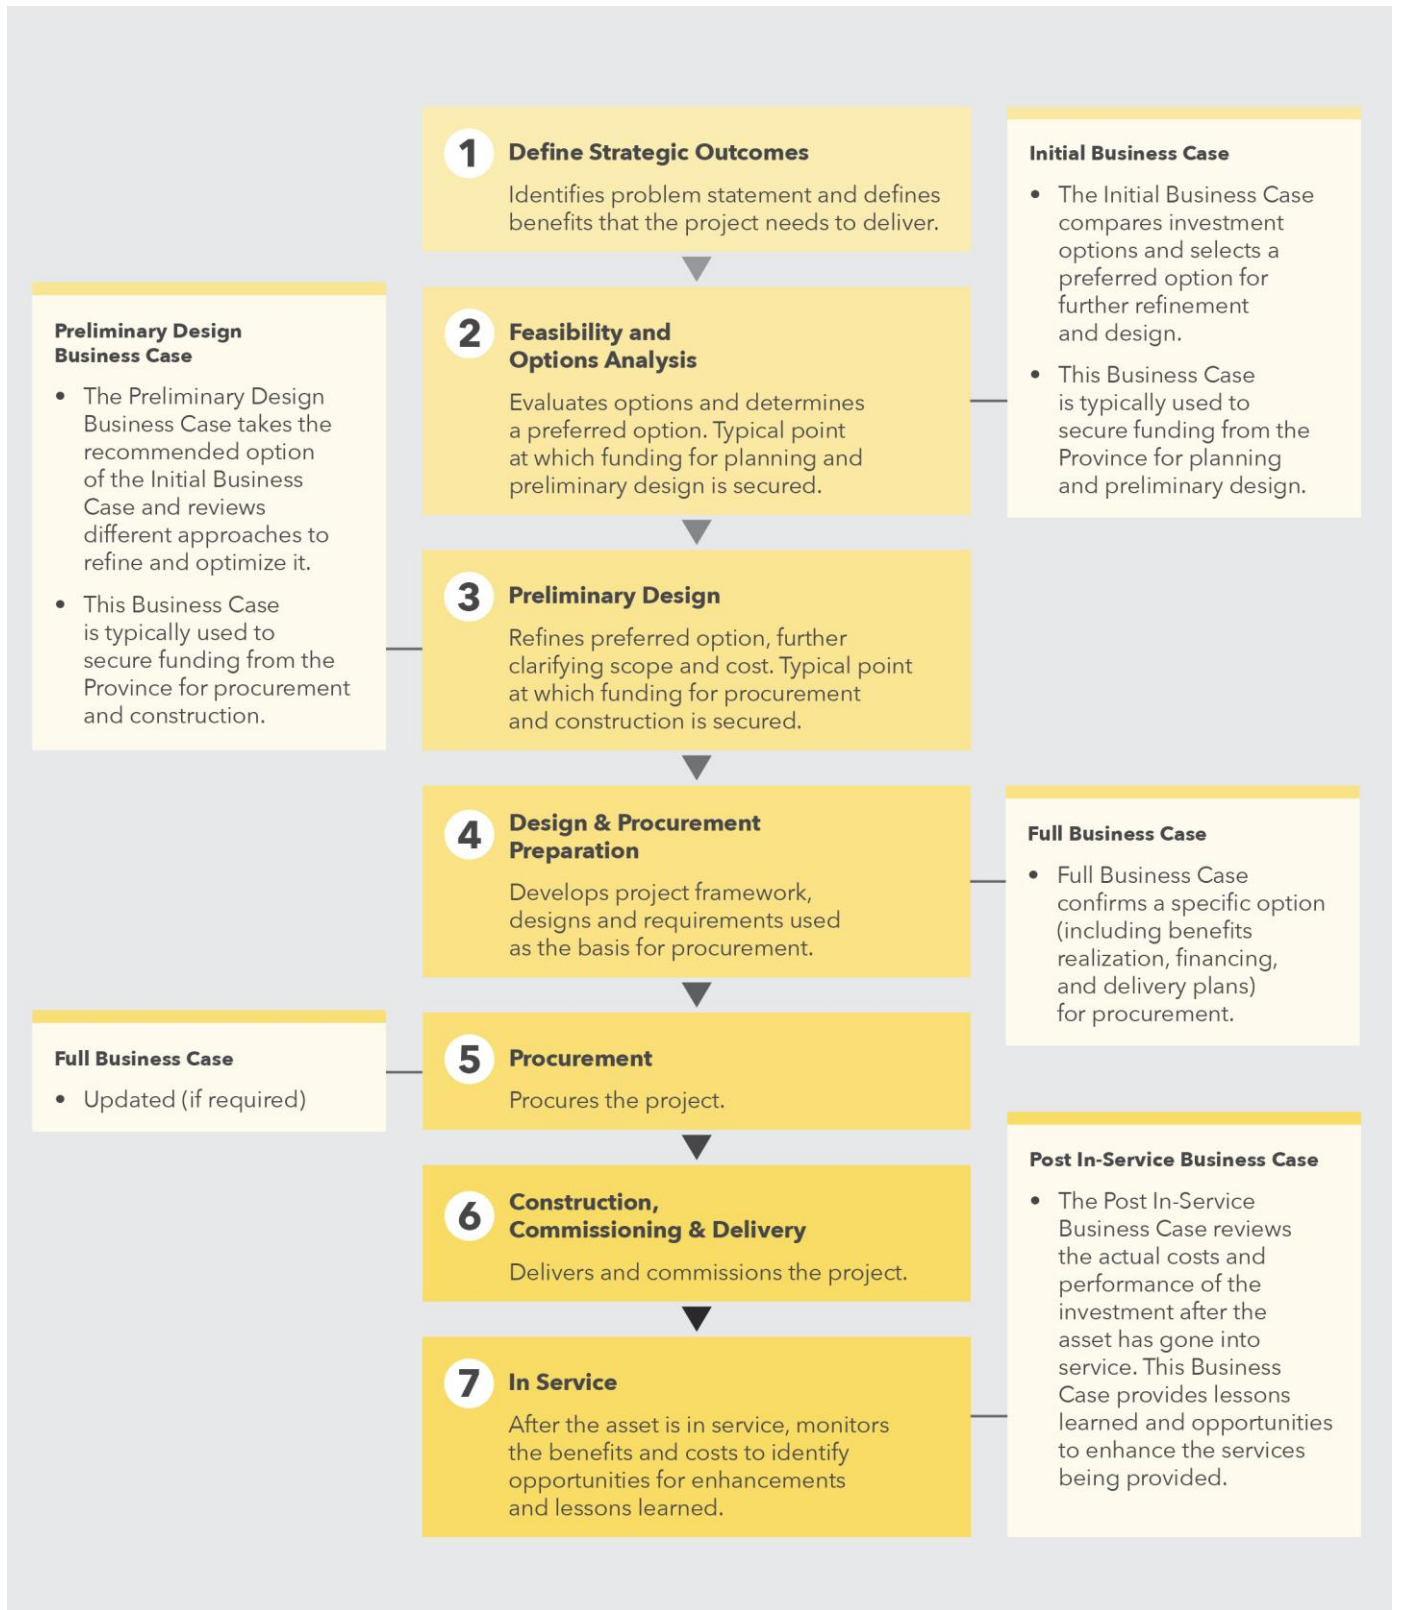 1
Define Strategic Outcomes
Identifies problem statement and defines
benefits that the project needs to deliver.
Initial Business Case
• The Initial Business Case
compares investment
options and selects a
preferred option for
further refinement
and design.
• This Business Case
is typically used to
secure funding from the
Province for planning
and preliminary design.
2
Feasibility and
Options Analysis
Evaluates options and determines
a preferred option. Typical point
at which funding for planning and
preliminary design is secured.
Preliminary Design
Business Case
• The Preliminary Design
Business Case takes the
recommended option
of the Initial Business
Case and reviews
different approaches to
refine and optimize it.
• This Business Case
is typically used to
secure funding from the
Province for procurement
and construction.
3
Preliminary Design
Refines preferred option, further
clarifying scope and cost. Typical point
at which funding for procurement
and construction is secured.
4
Design & Procurement
Preparation
Develops project framework,
designs and requirements used
as the basis for procurement.
Full Business Case
• Full Business Case
confirms a specific option
(including benefits
realization, financing,
and delivery plans)
for procurement.
Full Business Case
• Updated (if required)
5
Procurement
Procures the project.
6
Construction,
Commissioning & Delivery
Delivers and commissions the project.
Post In-Service Business Case
• The Post In-Service
Business Case reviews
the actual costs and
performance of the
investment after the
asset has gone into
service. This Business
Case provides lessons
learned and opportunities
to enhance the services
being provided.
7
In Service
After the asset is in service, monitors
the benefits and costs to identify
opportunities for enhancements
and lessons learned.